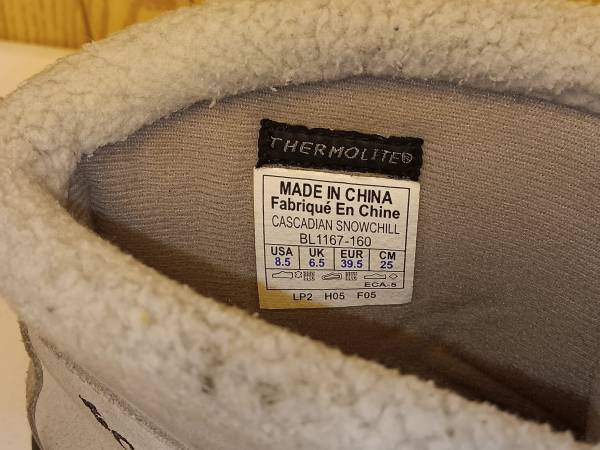 THERMOLITE®
MADE IN CHINA
Fabriqué En Chine
CASCADIAN SNOWCHILL
BL1167-160
USA UK EUR CM
8.5 6.5 39.5 25
ECA-5
LP2 H05 F05